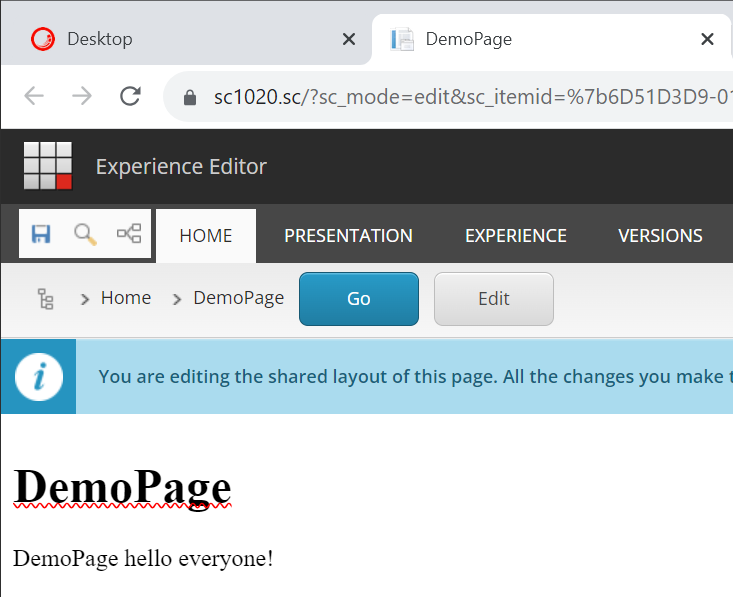 Desktop
DemoPage
sc1020.sc/?sc_mode=edit&sc_itemid=%7b6D51D3D9-01
Experience Editor
HOME PRESENTATION EXPERIENCE VERSIONS
Home DemoPage Go Edit
You are editing the shared layout of this page. All the changes you make t
DemoPage
DemoPage hello everyone!